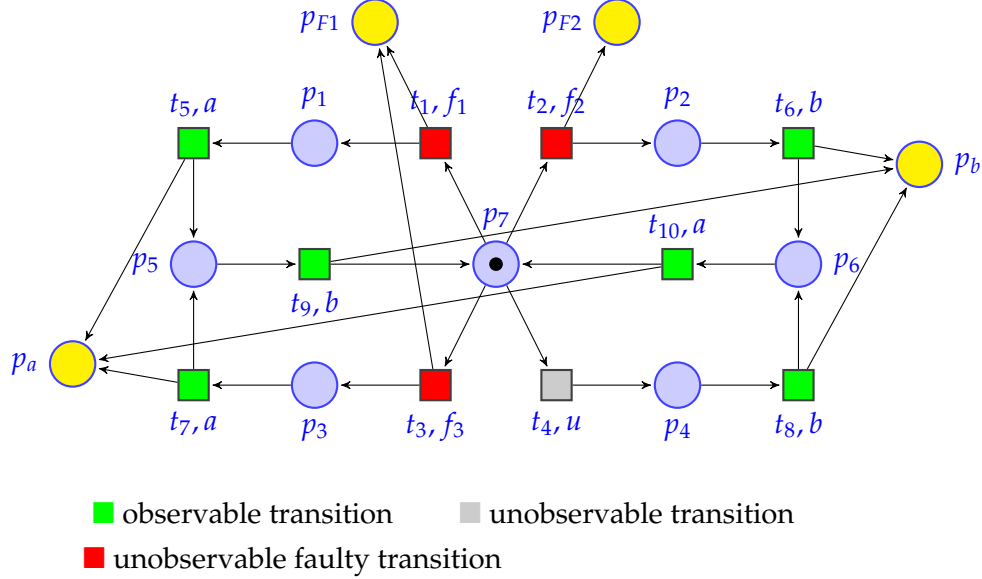 p_{F1} p_{F2}
t_5, a p_1 t_1, f_1 t_2, f_2 p_2 t_6, b
p_b
p_7 t_{10}, a
p_5 p_6
t_9, b
p_a
t_7, a p_3 t_3, f_3 t_4, u p_4 t_8, b
observable transition unobservable transition
unobservable faulty transition